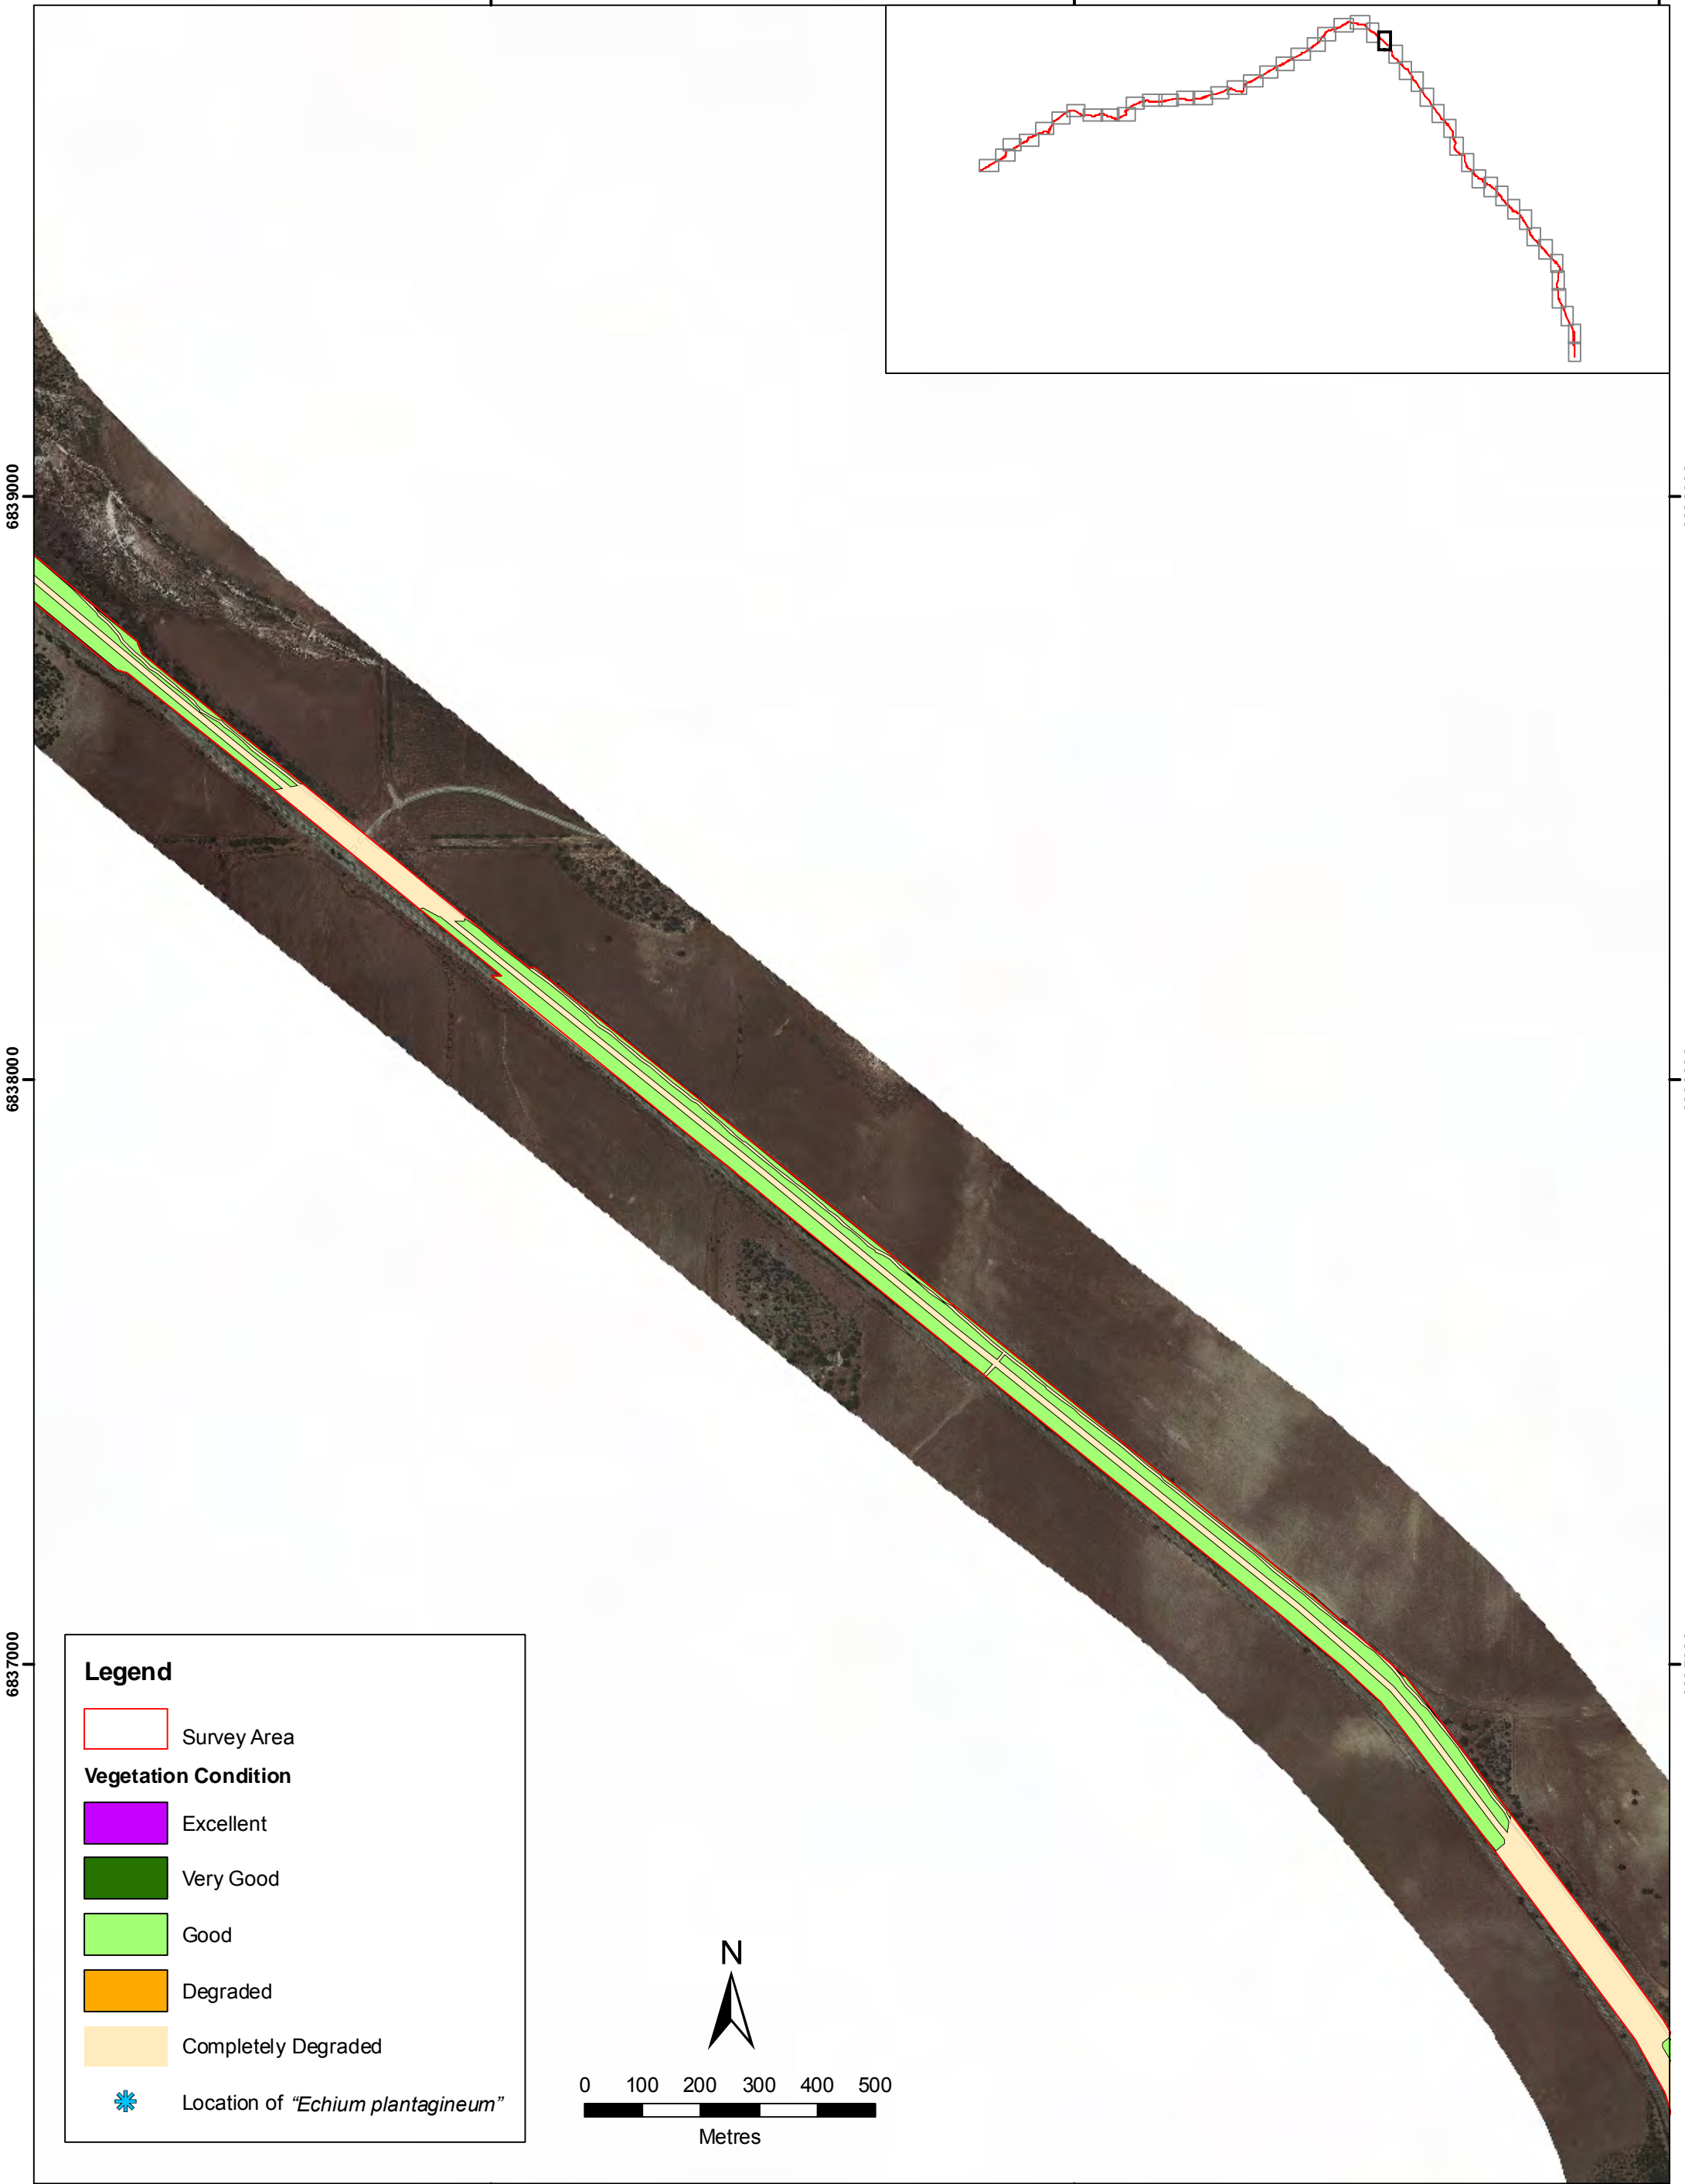 6839000
6838000
6837000
Legend
Survey Area
Vegetation Condition
Excellent
Very Good
Good
Degraded
Completely Degraded
Location of “Echium plantagineum”
N
0 100 200 300 400 500
Metres